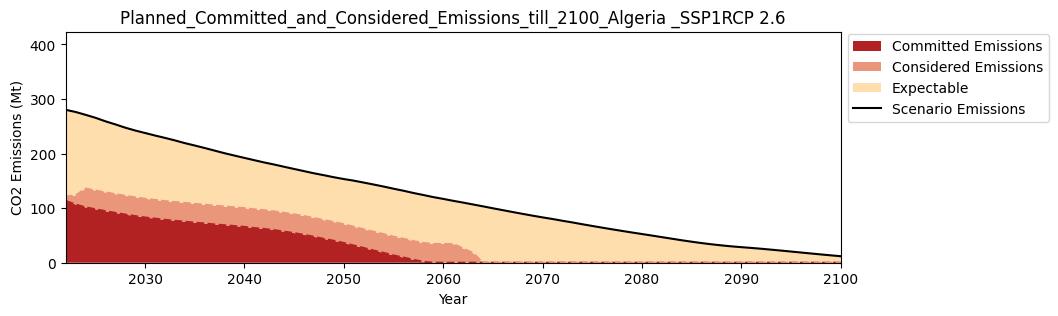 Planned_Committed_and_Considered_Emissions_till_2100_Algeria _SSP1RCP 2.6
CO2 Emissions (Mt)
400
300
200
100
0
2030 2040 2050 2060 2070 2080 2090 2100
Year
Committed Emissions
Considered Emissions
Expectable
Scenario Emissions